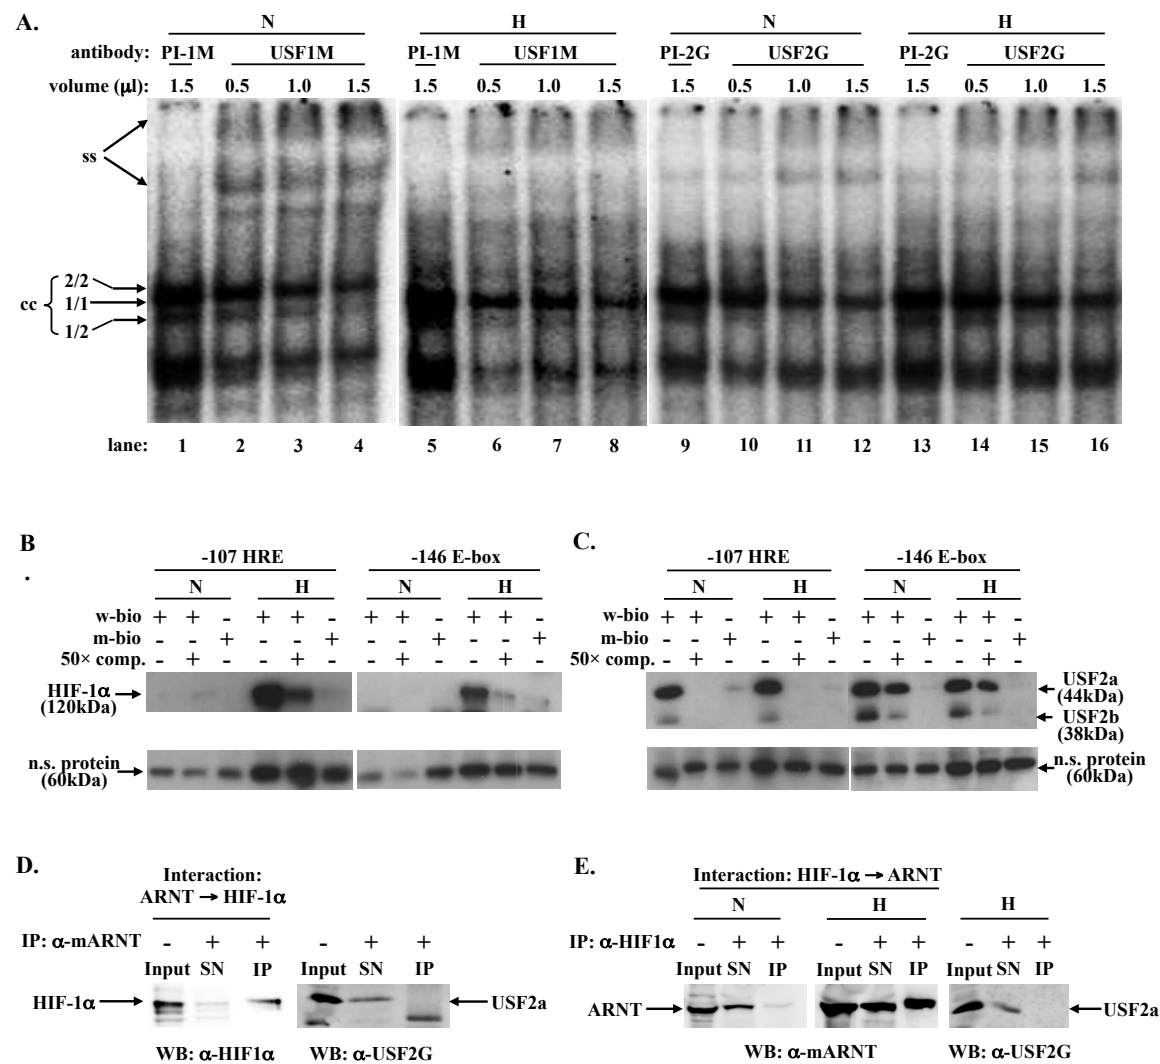 A.
N H N H
antibody: PI-1M USF1M PI-1M USF1M PI-2G USF2G PI-2G USF2G
volume (μl): 1.5 0.5 1.0 1.5 1.5 0.5 1.0 1.5 1.5 0.5 1.0 1.5 1.5 0.5 1.0 1.5
ss
2/2
cc { 1/1
1/2
lane: 1 2 3 4 5 6 7 8 9 10 11 12 13 14 15 16
B
.
-107 HRE -146 E-box
N H N H
w-bio + + - + + - + + - + + -
m-bio - - + - - + - - + - - +
50× comp. - + - - + - - + - - + -
HIF-1α
(120kDa)
n.s. protein
(60kDa)
C.
-107 HRE -146 E-box
N H N H
w-bio + + - + + - + + - + + -
m-bio - - + - - + - - + - - +
50× comp. - + - - + - - + - - + -
USF2a
(44kDa)
USF2b
(38kDa)
n.s. protein
(60kDa)
D.
Interaction:
ARNT → HIF-1α
IP: α-mARNT - + + - + +
Input SN IP Input SN IP
HIF-1α USF2a
WB: α-HIF1α WB: α-USF2G
E.
Interaction: HIF-1α → ARNT
N H H
IP: α-HIF1α - + + - + + - + +
Input SN IP Input SN IP Input SN IP
ARNT USF2a
WB: α-mARNT WB: α-USF2G